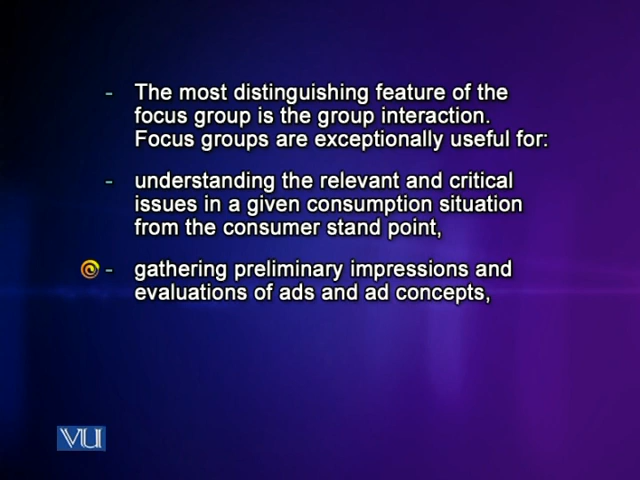 - The most distinguishing feature of the
focus group is the group interaction.
Focus groups are exceptionally useful for:
- understanding the relevant and critical
issues in a given consumption situation
from the consumer stand point,
- gathering preliminary impressions and
evaluations of ads and ad concepts,
VU